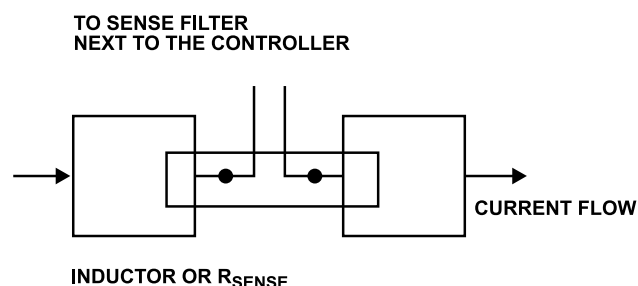 TO SENSE FILTER
NEXT TO THE CONTROLLER
CURRENT FLOW
INDUCTOR OR RSENSE